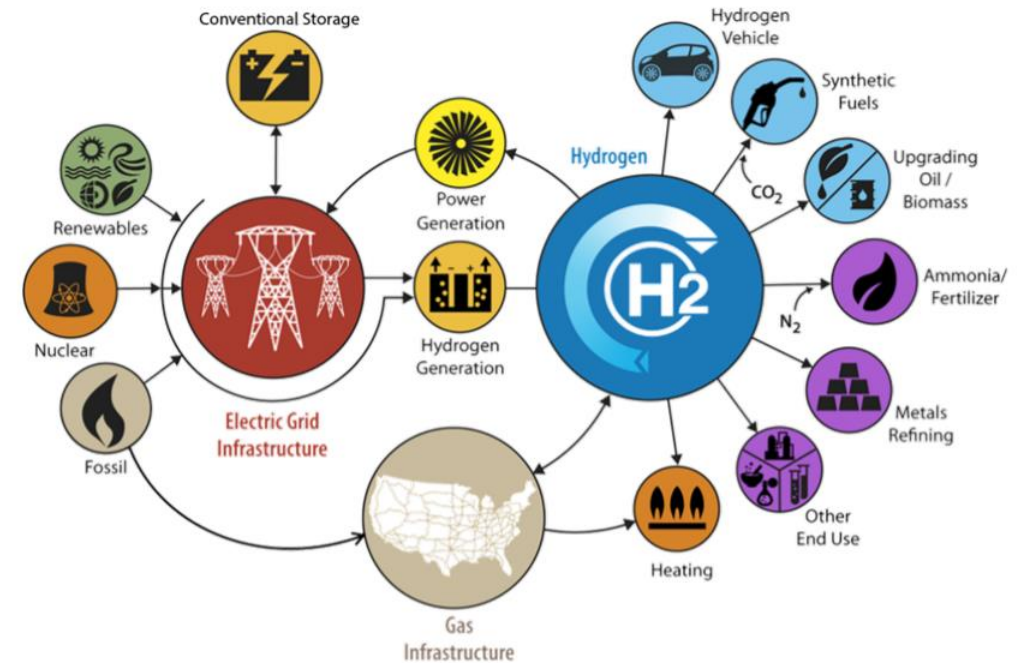 Conventional Storage
Hydrogen
Vehicle
Synthetic
Fuels
Hydrogen
Upgrading
Oil /
Biomass
CO2
Renewables
Power
Generation
H2
Ammonia/
Fertilizer
N2
Nuclear
Hydrogen
Generation
Electric Grid
Infrastructure
Metals
Refining
Fossil
Other
End Use
Heating
Gas
Infrastructure